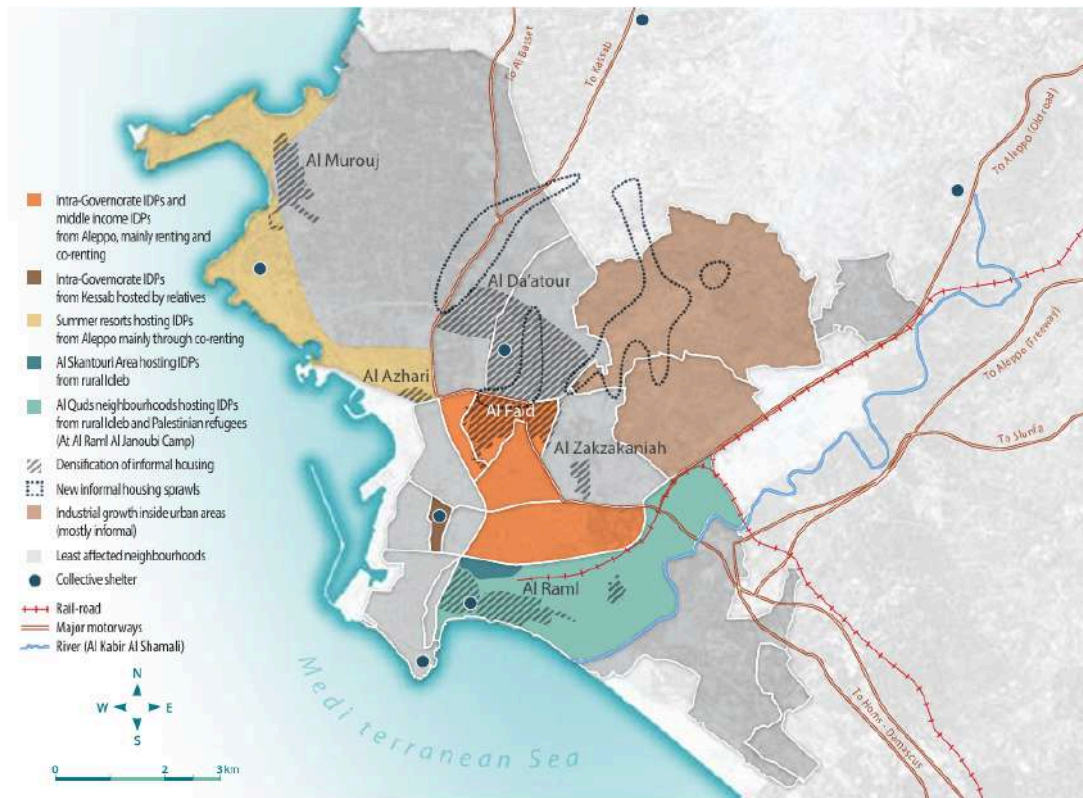 To Al Basset
To Kassab
To Aleppo (Old road)
Al Murouj
Intra-Governorate IDPs and
middle income IDPs
from Aleppo, mainly renting and
co-renting
Intra-Governorate IDPs
from Kessab hosted by relatives
Summer resorts hosting IDPs
from Aleppo mainly through co-renting
Al Skantouri Area hosting IDPs
from rural Idleb
Al Quds neighbourhoods hosting IDPs
from rural Idleb and Palestinian refugees
(At Al Raml Al Janoubi Camp)
Densification of informal housing
New informal housing sprawls
Industrial growth inside urban areas
(mostly informal)
Least affected neighbourhoods
Collective shelter
Rail-road
Major motorways
River (Al Kabir Al Shamali)
Al Da'atour
Al Azhari
Al Faid
Al Zakzakaniah
To Aleppo (Freeway)
To Slunfa
Al Raml
To Homs - Damascus
Mediterranean Sea
N
W
E
S
0
2
3km